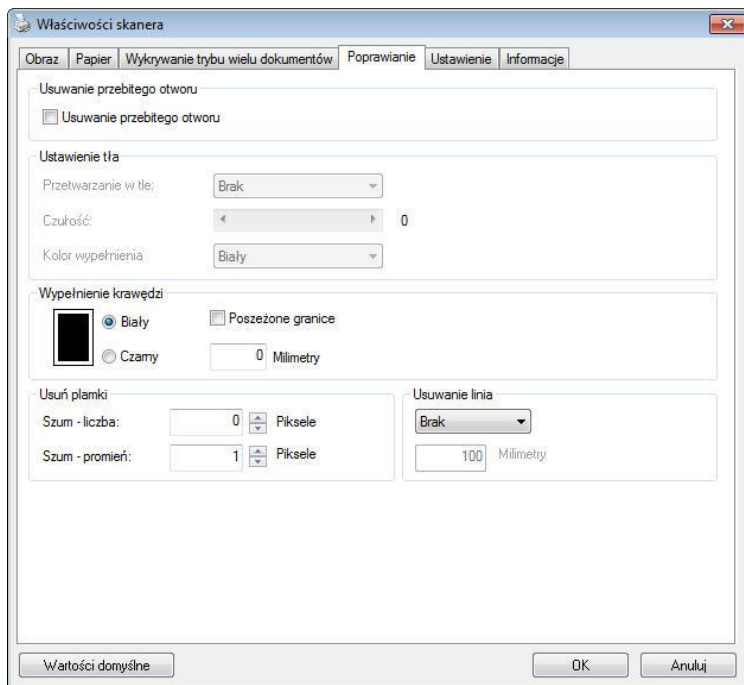 Właściwości skanera
Obraz Papier Wykrywanie trybu wielu dokumentów Poprawianie Ustawienie Informacje
Usuwanie przebitego otworu
Usuwanie przebitego otworu
Ustawienie tła
Przetwarzanie w tle: Brak
Czułość: 0
Kolor wypełnienia Biały
Wypełnienie krawędzi
Biały Poszeżone granice
Czarny 0 Milimetry
Usuń plamki Usuwanie linia
Szum - liczba: 0 Piksele Brak
Szum - promień: 1 Piksele 100 Milimetry
Wartości domyślne OK Anuluj